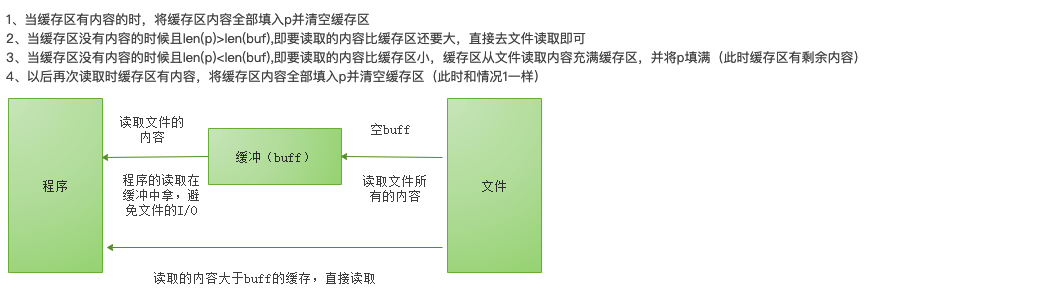 1、当缓存区有内容的时，将缓存区内容全部填入p并清空缓存区
2、当缓存区没有内容的时候且len(p)>len(buf),即要读取的内容比缓存区还要大，直接去文件读取即可
3、当缓存区没有内容的时候且len(p)<len(buf),即要读取的内容比缓存区小，缓存区从文件读取内容充满缓存区，并将p填满（此时缓存区有剩余内容）
4、以后再次读取时缓存区有内容，将缓存区内容全部填入p并清空缓存区（此时和情况1一样）
读取文件的
内容
空buff
缓冲（buff）
程序
程序的读取在
缓冲中拿，避
免文件的I/O
读取文件所
有的内容
文件
读取的内容大于buff的缓存，直接读取